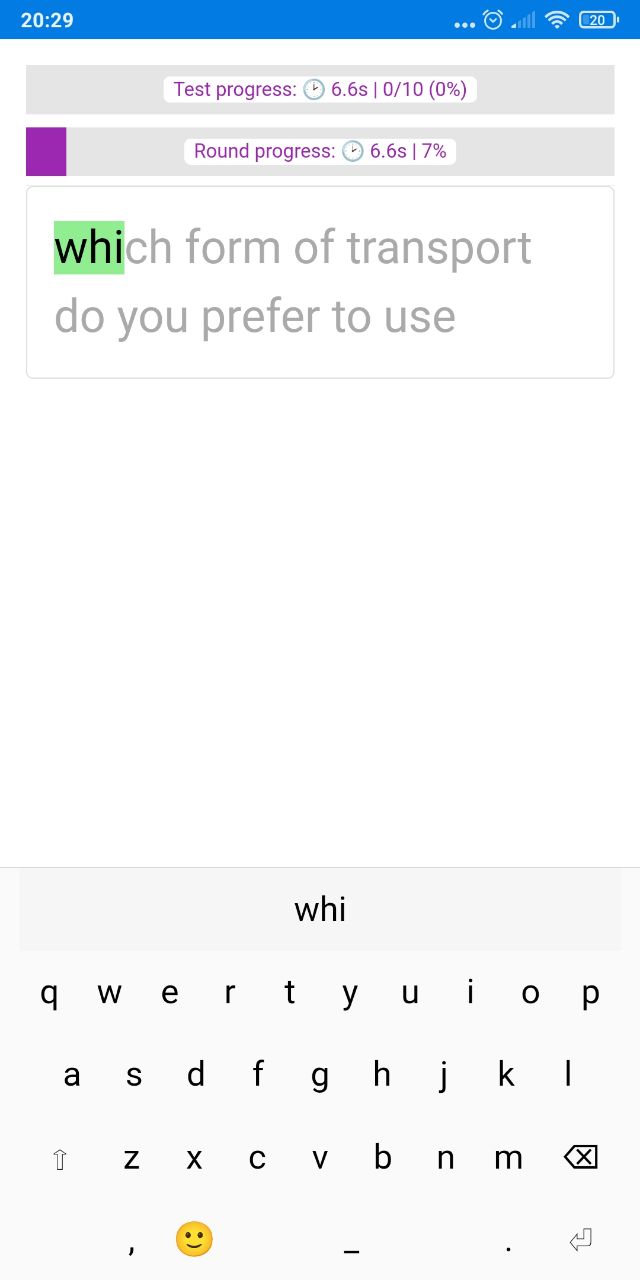 20:29
20
Test progress: 🕑 6.6s | 0/10 (0%)
Round progress: 🕑 6.6s | 7%
which form of transport
do you prefer to use
whi
q w e r t y u i o p
a s d f g h j k l
⇧ z x c v b n m ⌫
, 🙂 _ . ⏎